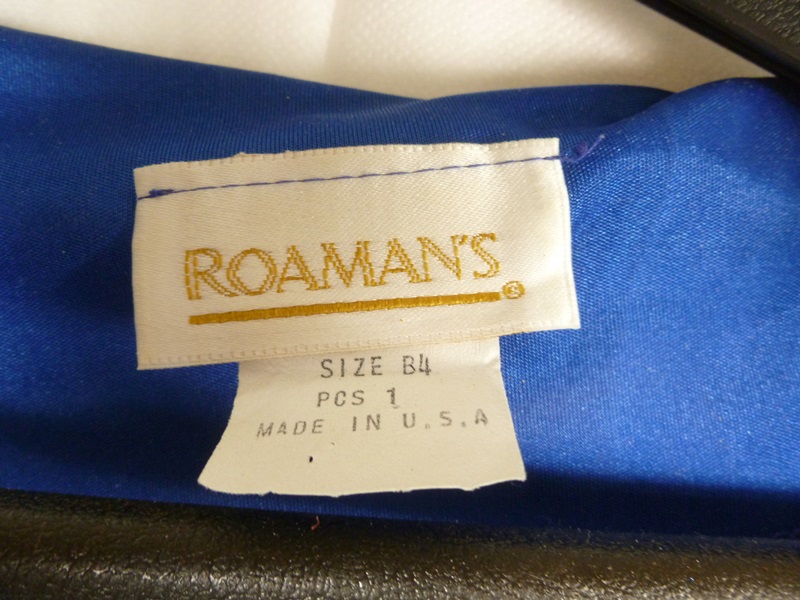 ROAMAN'S®
SIZE B4
PCS 1
MADE IN U.S.A